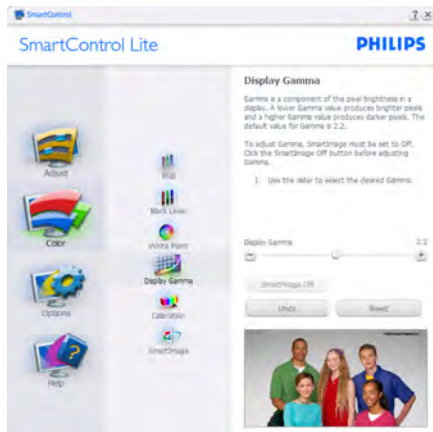 SmartControl
SmartControl Lite
PHILIPS
Adjust
Color
Options
Help
RGB
Black Level
White Point
Display Gamma
Calibration
SmartImage
Display Gamma
Gamma is a component of the pixel brightness in a
display. A lower Gamma value produces brighter pixels
and a higher Gamma value produces darker pixels. The
default value for Gamma is 2.2.
To adjust Gamma, SmartImage must be set to Off.
Click the SmartImage Off button before adjusting
Gamma.
1. Use the slider to select the desired Gamma.
Display Gamma 2.2
SmartImage Off
Undo Reset